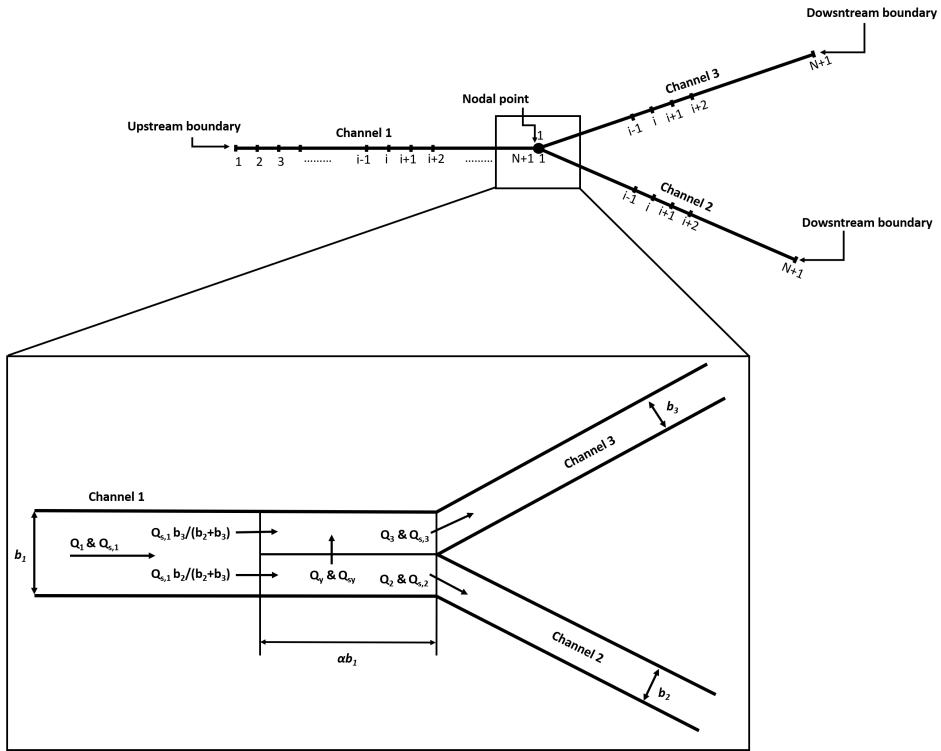 Dowsntream boundary
N+1
Channel 3
i-1 i i+1 i+2
Nodal point
Upstream boundary
Channel 1
1
1 2 3 ......... i-1 i i+1 i+2 ......... N+1 1
Channel 2
i-1 i i+1 i+2
Dowsntream boundary
N+1
b3
Channel 3
Channel 1
Qs,1 b3/(b2+b3)
Q3 & Qs,3
b1
Q1 & Qs,1
Qs,1 b2/(b2+b3)
Qy & Qsy
Q2 & Qs,2
αb1
Channel 2
b2